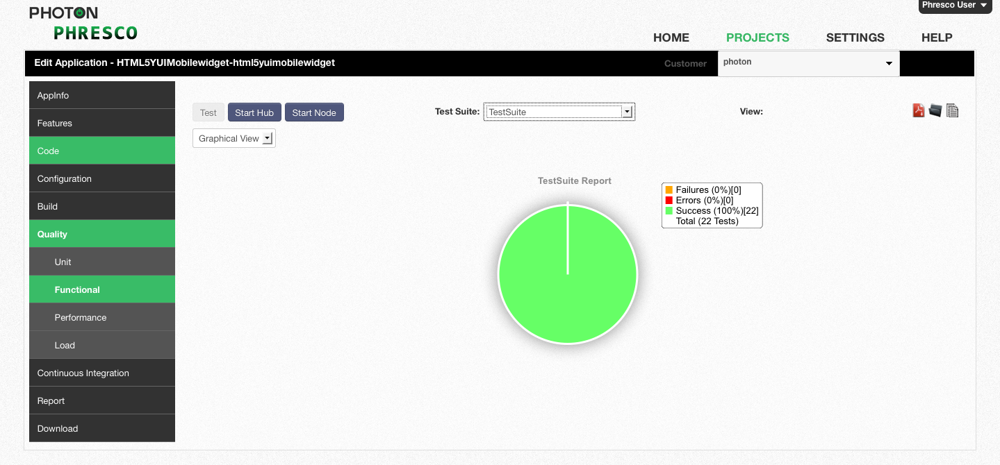 PHOTON
PHRESCO
Phresco User
HOME PROJECTS SETTINGS HELP
Edit Application - HTML5YUIMobilewidget-html5yuimobilewidget
Customer photon
AppInfo
Features
Code
Configuration
Build
Quality
Unit
Functional
Performance
Load
Continuous Integration
Report
Download
Test Start Hub Start Node
Test Suite: TestSuite
View:
Graphical View
TestSuite Report
Failures (0%)[0]
Errors (0%)[0]
Success (100%)[22]
Total (22 Tests)